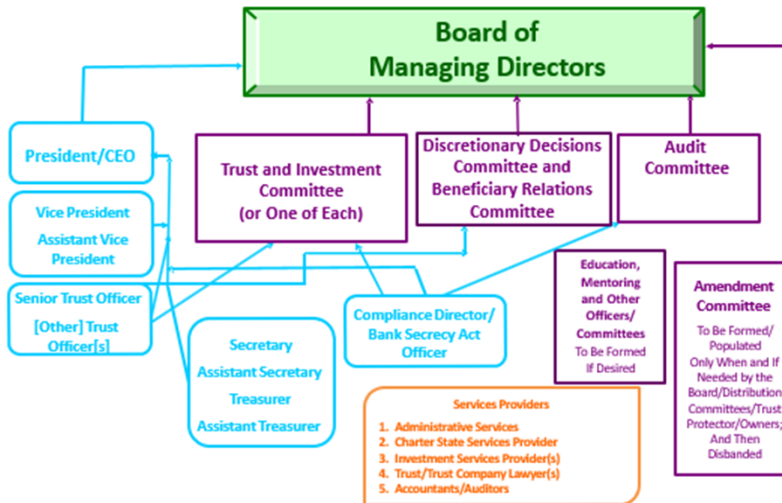 Board of
Managing Directors
President/CEO
Trust and Investment
Committee
(or One of Each)
Discretionary Decisions
Committee and
Beneficiary Relations
Committee
Audit
Committee
Vice President
Assistant Vice
President
Senior Trust Officer
[Other] Trust
Officer[s]
Compliance Director/
Bank Secrecy Act
Officer
Education,
Mentoring
and Other
Officers/
Committees
To Be Formed
If Desired
Amendment
Committee
To Be Formed/
Populated
Only When and If
Needed by the
Board/Distribution
Committees/Trust
Protector/Owners;
And Then
Disbanded
Secretary
Assistant Secretary
Treasurer
Assistant Treasurer
Services Providers
1. Administrative Services
2. Charter State Services Provider
3. Investment Services Provider(s)
4. Trust/Trust Company Lawyer(s)
5. Accountants/Auditors